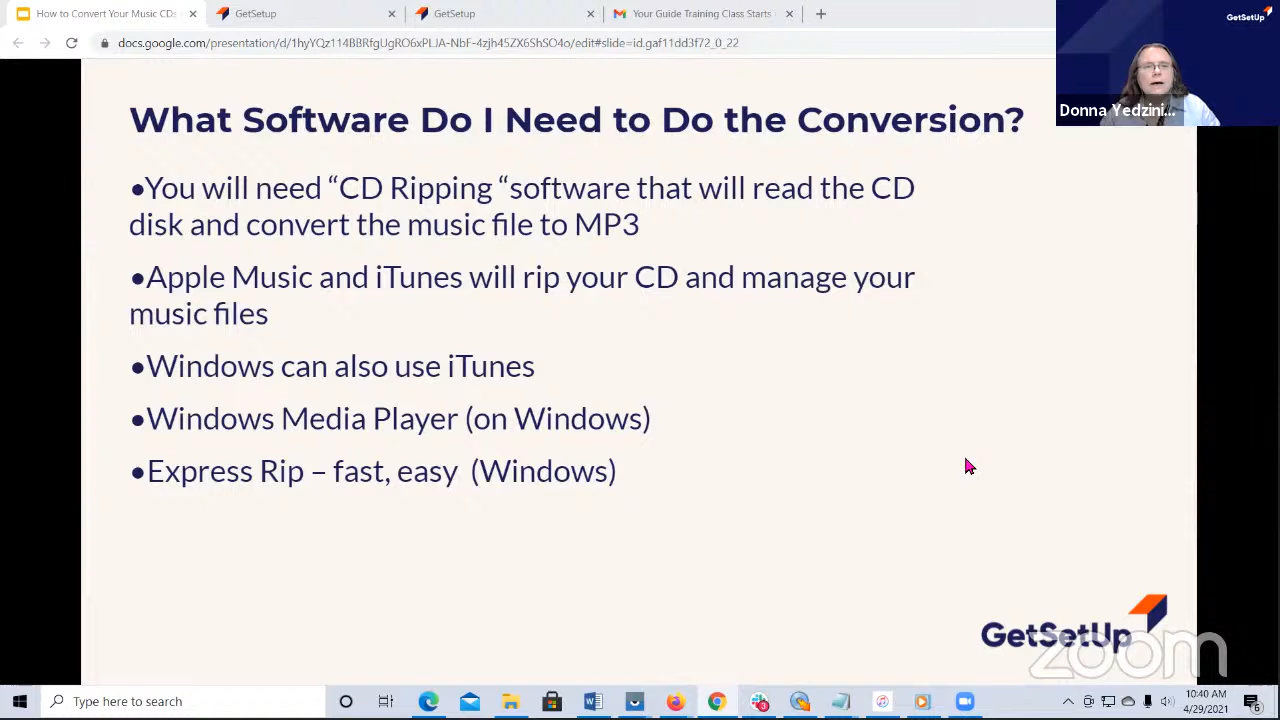 How to Convert Your Music CDs
GetSetup
GetSetup
Your Guide Training Class Starts
docs.google.com/presentation/d/1hyYQz114BBRfgUgRO6xPLJA-NbF-4zjh45ZX6ShSO4o/edit#slide=id.gaf11dd3f72_0_22
GetSetUp
Donna Yedzini...
What Software Do I Need to Do the Conversion?
•You will need “CD Ripping “software that will read the CD
disk and convert the music file to MP3
•Apple Music and iTunes will rip your CD and manage your
music files
•Windows can also use iTunes
•Windows Media Player (on Windows)
•Express Rip – fast, easy (Windows)
GetSetUp
zoom
Type here to search
10:40 AM
4/29/2021